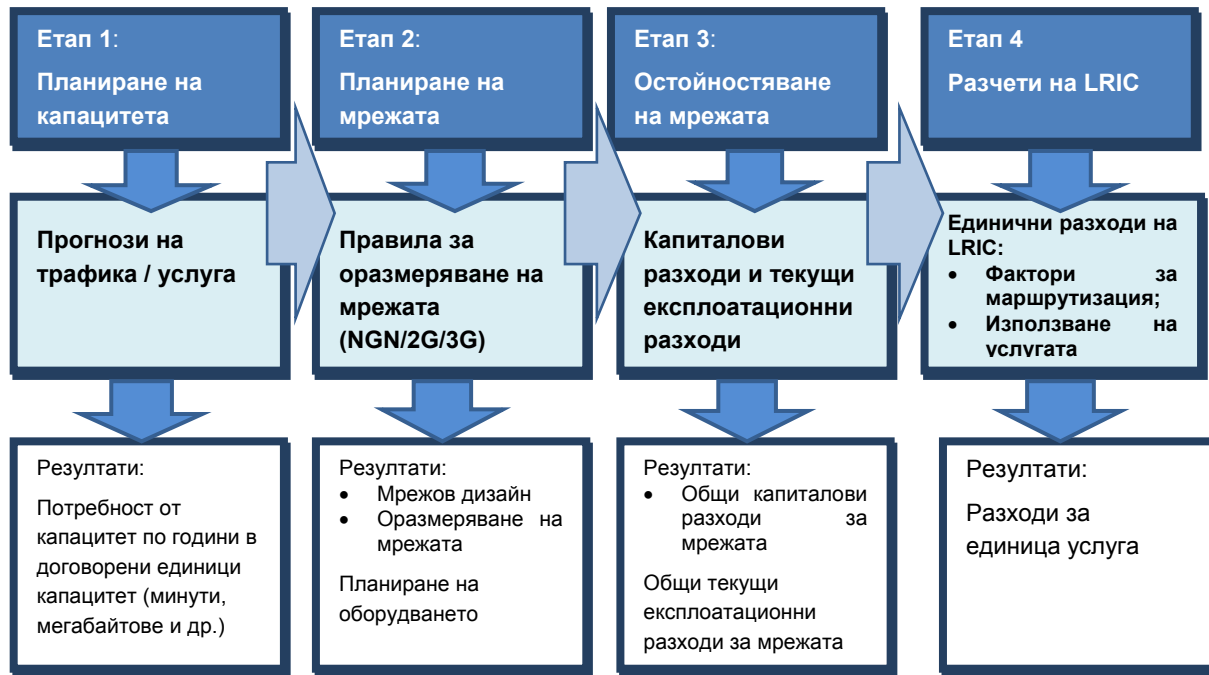 Етап 1:
Планиране на
капацитета
Етап 2:
Планиране на
мрежата
Етап 3:
Остойностяване
на мрежата
Етап 4
Разчети на LRIC
Прогнози на
трафика / услуга
Правила за
оразмеряване на
мрежата
(NGN/2G/3G)
Капиталови
разходи и текущи
експлоатационни
разходи
Единични разходи на
LRIC:
• Фактори за
маршрутизация;
• Използване на
услугата
Резултати:
Потребност от
капацитет по години в
договорени единици
капацитет (минути,
мегабайтове и др.)
Резултати:
• Мрежов дизайн
• Оразмеряване на
мрежата
Планиране на
оборудването
Резултати:
• Общи капиталови
разходи за
мрежата
Общи текущи
експлоатационни
разходи за мрежата
Резултати:
Разходи за
единица услуга